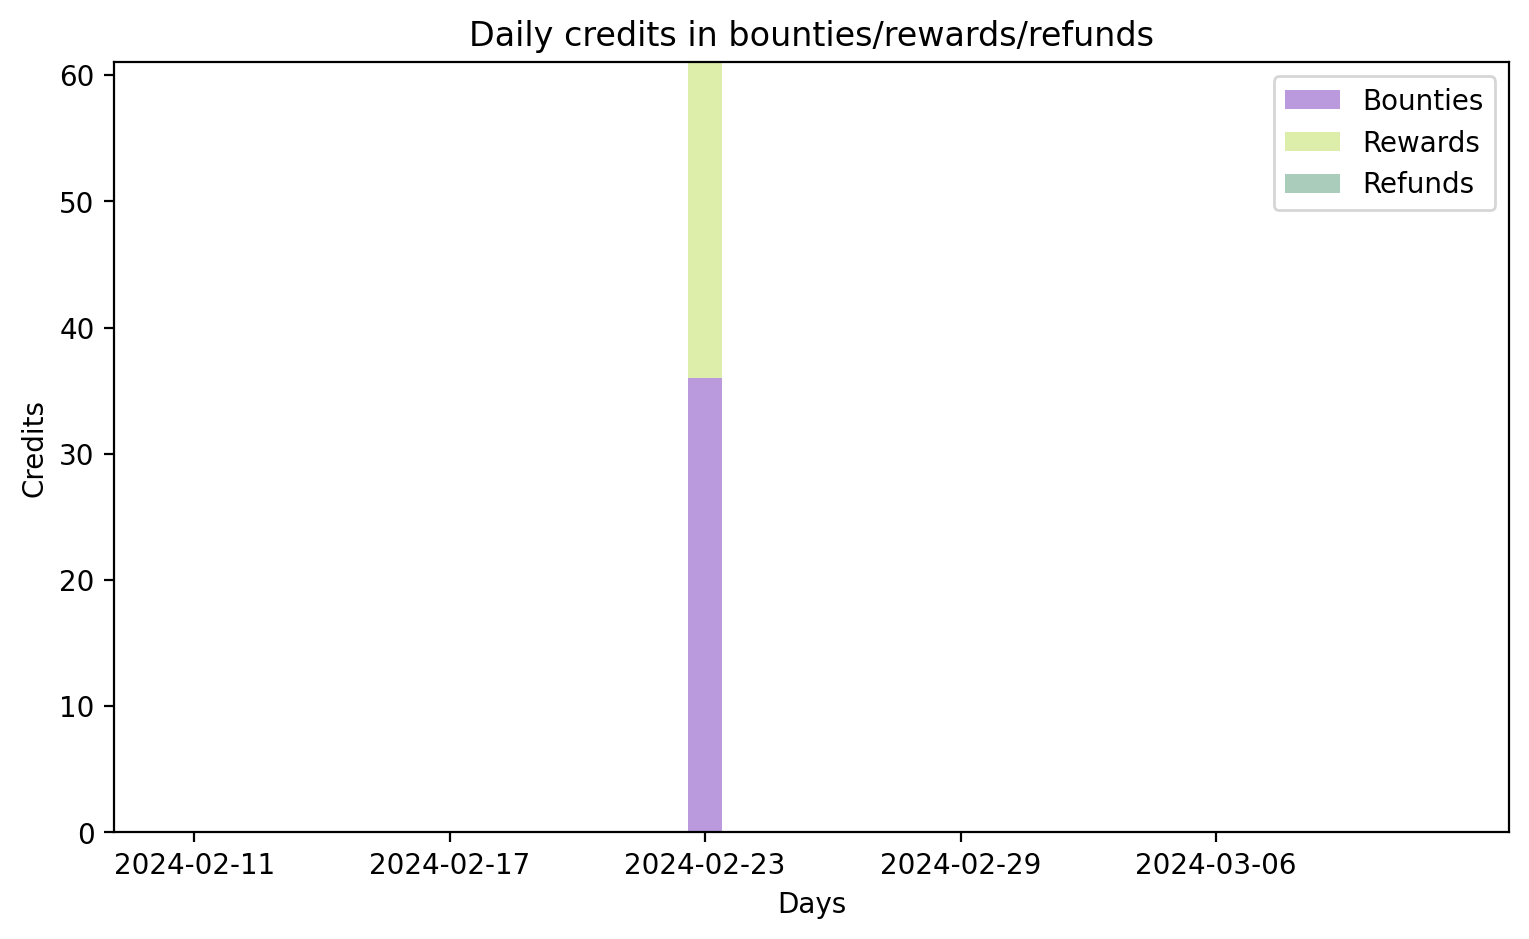 Daily credits in bounties/rewards/refunds
60
50
40
30
20
10
0
Credits
Bounties
Rewards
Refunds
2024-02-11 2024-02-17 2024-02-23 2024-02-29 2024-03-06
Days